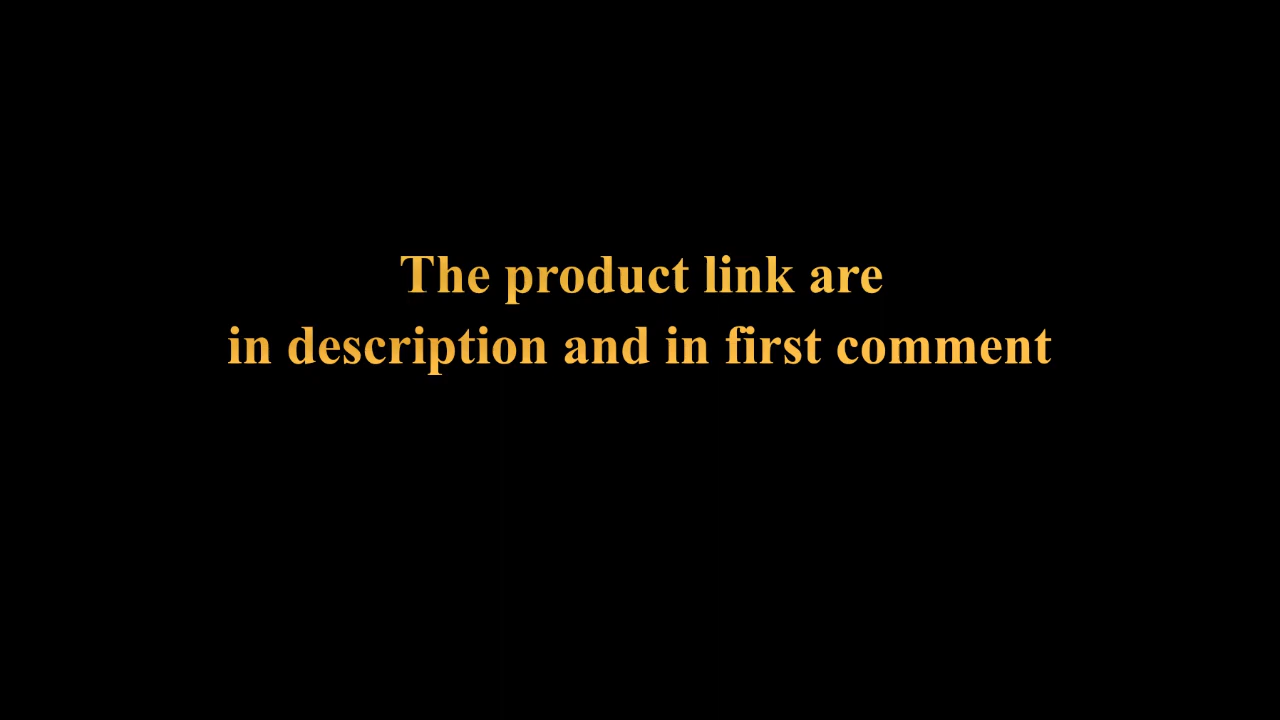 The product link are
in description and in first comment